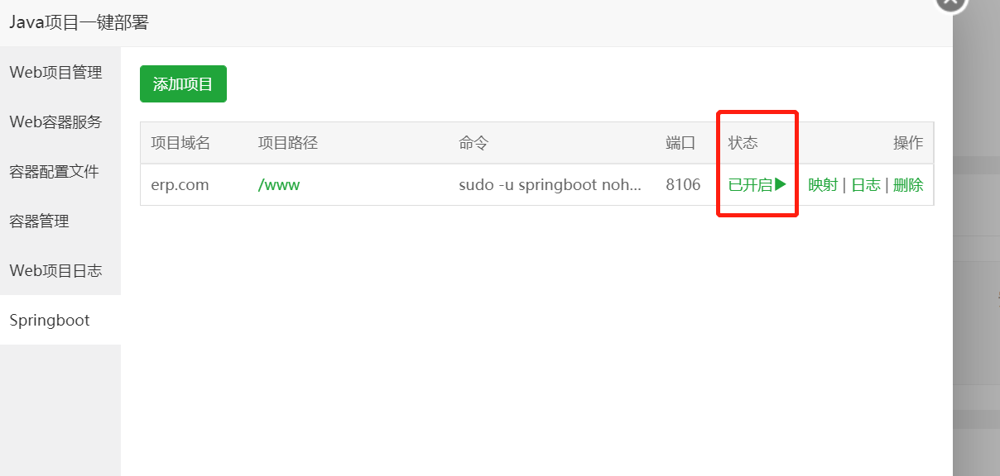 Java项目一键部署
Web项目管理
Web容器服务
容器配置文件
容器管理
Web项目日志
Springboot
添加项目
项目域名 项目路径 命令 端口 状态 操作
erp.com /www sudo -u springboot noh... 8106 已开启 映射 | 日志 | 删除